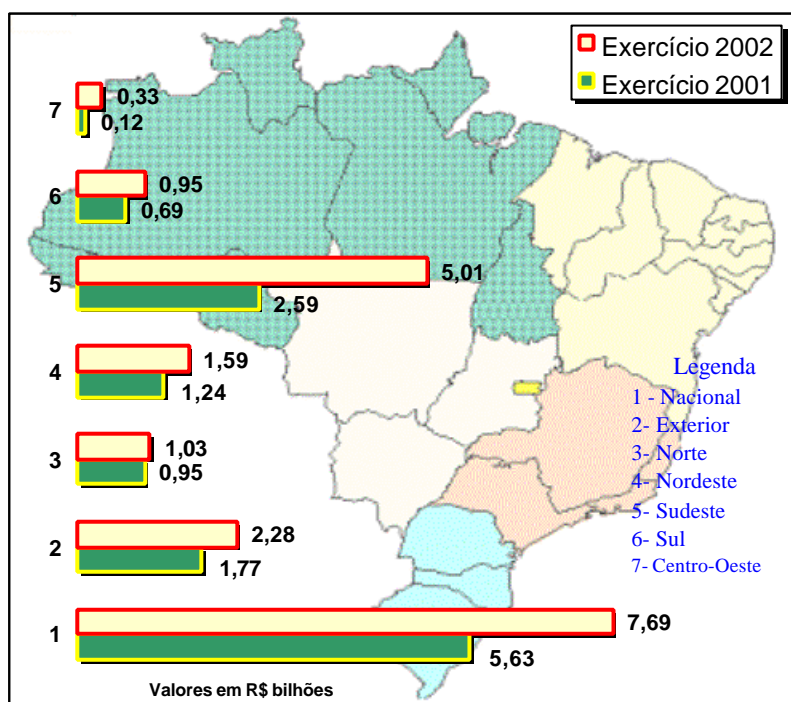 Exercício 2002
Exercício 2001
7
0,33
0,12
6
0,95
0,69
5
5,01
2,59
4
1,59
1,24
3
1,03
0,95
2
2,28
1,77
1
7,69
5,63
Legenda
1 - Nacional
2- Exterior
3- Norte
4- Nordeste
5- Sudeste
6- Sul
7- Centro-Oeste
Valores em R$ bilhões